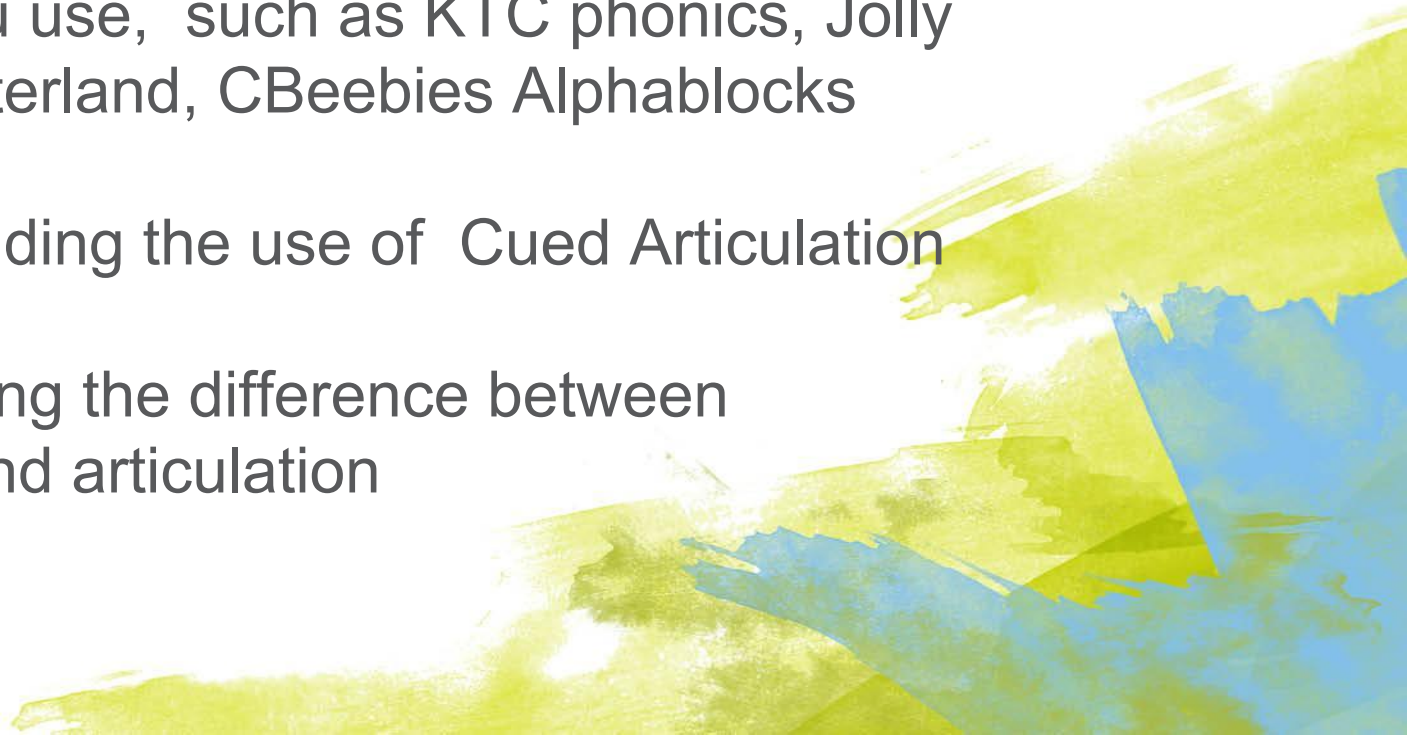 use, such as KTC phonics, Jolly
terland, CBeebies Alphablocks
ding the use of Cued Articulation
ng the difference between
nd articulation